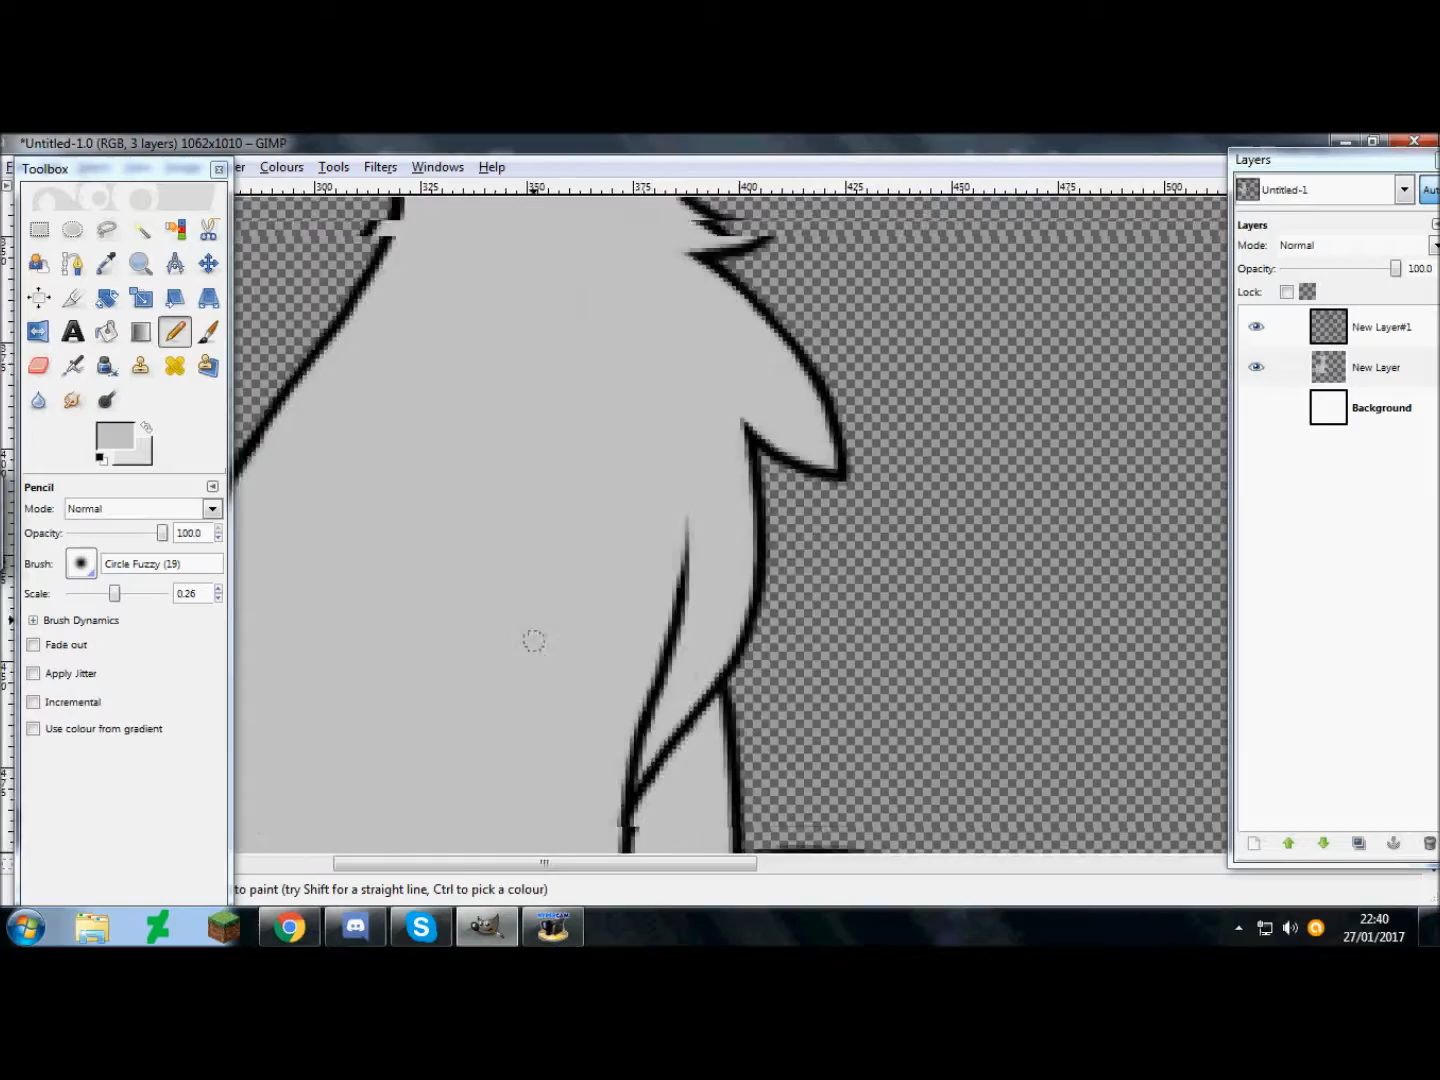 *Untitled-1.0 (RGB, 3 layers) 1062x1010 – GIMP
Toolbox
er Colours Tools Filters Windows Help
300 325 350 375 400 425 450 475 500
Pencil
Mode: Normal
Opacity: 100.0
Brush: Circle Fuzzy (19)
Scale: 0.26
Brush Dynamics
Fade out
Apply Jitter
Incremental
Use colour from gradient
to paint (try Shift for a straight line, Ctrl to pick a colour)
Layers
Untitled-1
Aut
Layers
Mode: Normal
Opacity: 100.0
Lock:
New Layer#1
New Layer
Background
22:40
27/01/2017